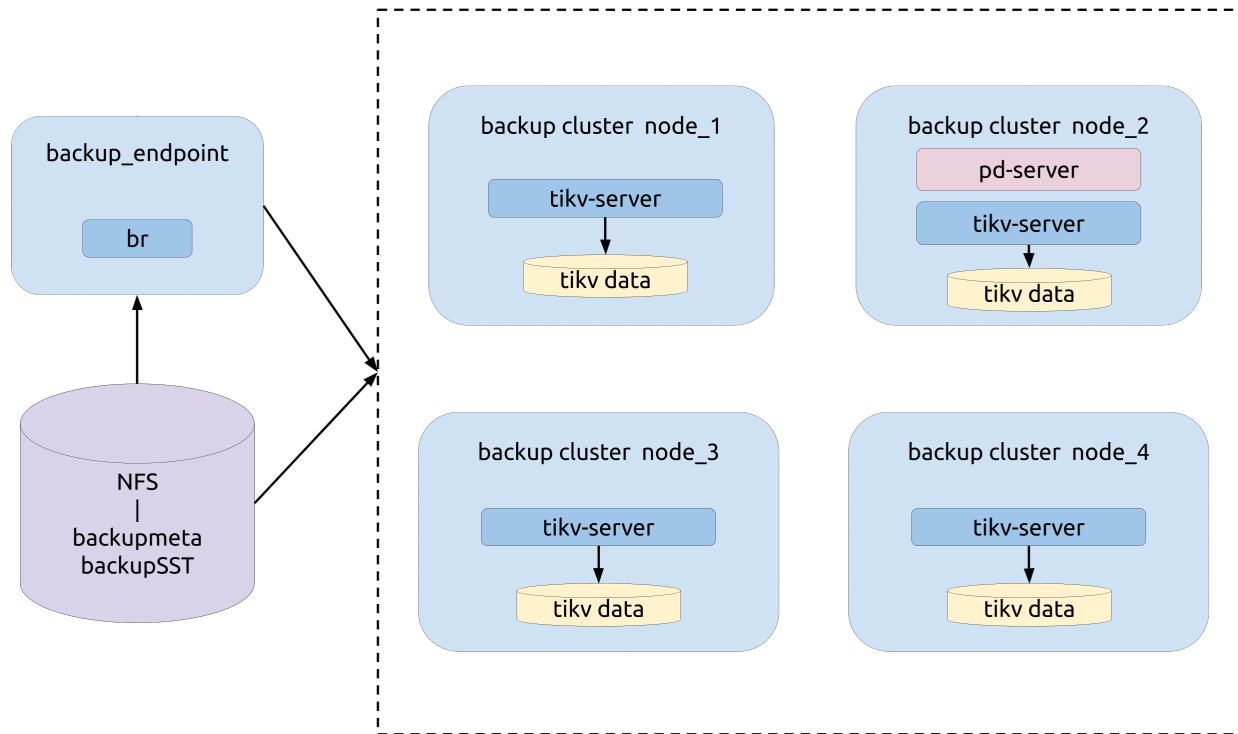 backup_endpoint
br
NFS
|
backupmeta
backupSST
backup cluster node_1
tikv-server
tikv data
backup cluster node_2
pd-server
tikv-server
tikv data
backup cluster node_3
tikv-server
tikv data
backup cluster node_4
tikv-server
tikv data